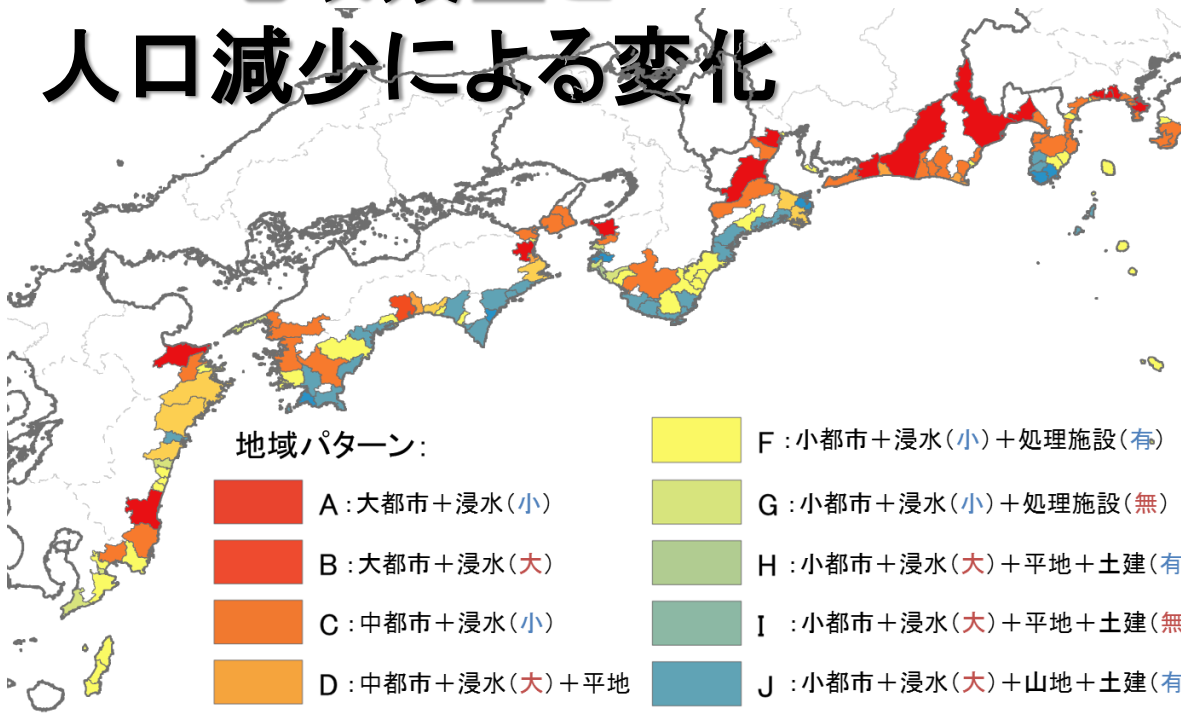 人口減少による変化
地域パターン:
A：大都市＋浸水(小)
B：大都市＋浸水(大)
C：中都市＋浸水(小)
D：中都市＋浸水(大)＋平地
F：小都市＋浸水(小)＋処理施設(有)
G：小都市＋浸水(小)＋処理施設(無)
H：小都市＋浸水(大)＋平地＋土建(有
I：小都市＋浸水(大)＋平地＋土建(無
J：小都市＋浸水(大)＋山地＋土建(有